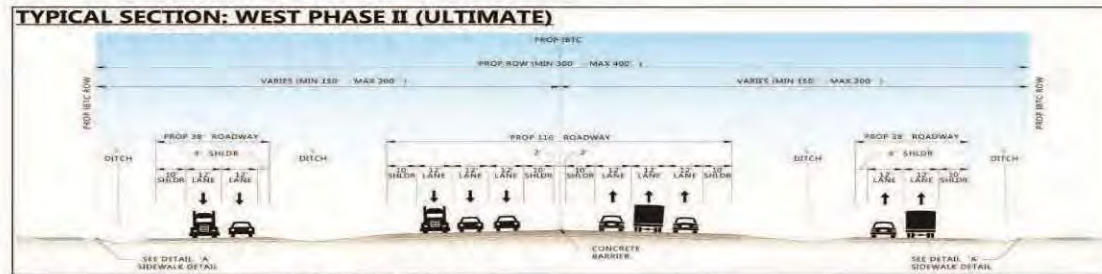 TYPICAL SECTION: WEST PHASE II (ULTIMATE)
PROP IBTC
PROP ROW (MIN 300' MAX 400' )
VARIES (MIN 150' MAX 200' )
VARIES (MIN 150' MAX 200' )
PROP IBTC ROW
PROP IBTC ROW
PROP 38' ROADWAY
PROP 116' ROADWAY
PROP 38' ROADWAY
DITCH
4' SHLDR
DITCH
2'
2'
DITCH
4' SHLDR
DITCH
10' SHLDR
12' LANE
12' LANE
10' SHLDR
12' LANE
12' LANE
12' LANE
10' SHLDR
10' SHLDR
12' LANE
12' LANE
12' LANE
10' SHLDR
12' LANE
12' LANE
10' SHLDR
SEE DETAIL 'A'
SIDEWALK DETAIL
CONCRETE
BARRIER
SEE DETAIL 'A'
SIDEWALK DETAIL